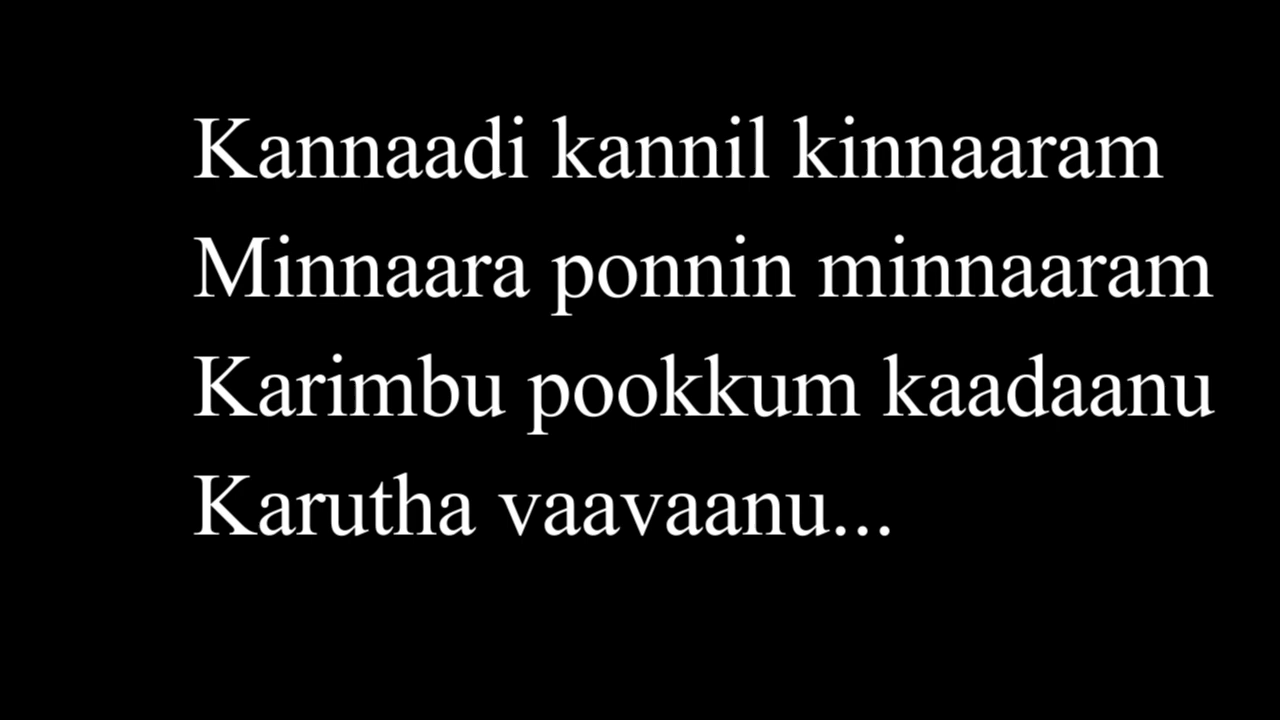 Kannaadi kannil kinnaaram
Minnaara ponnin minnaaram
Karimbu pookkum kaadaanu
Karutha vaavaanu...